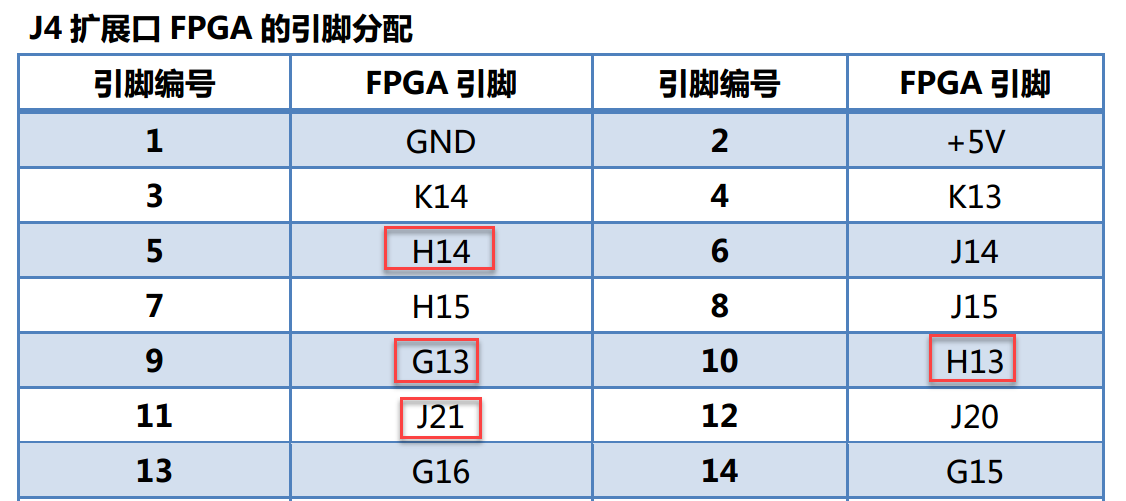 J4 扩展口 FPGA 的引脚分配
引脚编号 FPGA 引脚 引脚编号 FPGA 引脚
1 GND 2 +5V
3 K14 4 K13
5 H14 6 J14
7 H15 8 J15
9 G13 10 H13
11 J21 12 J20
13 G16 14 G15